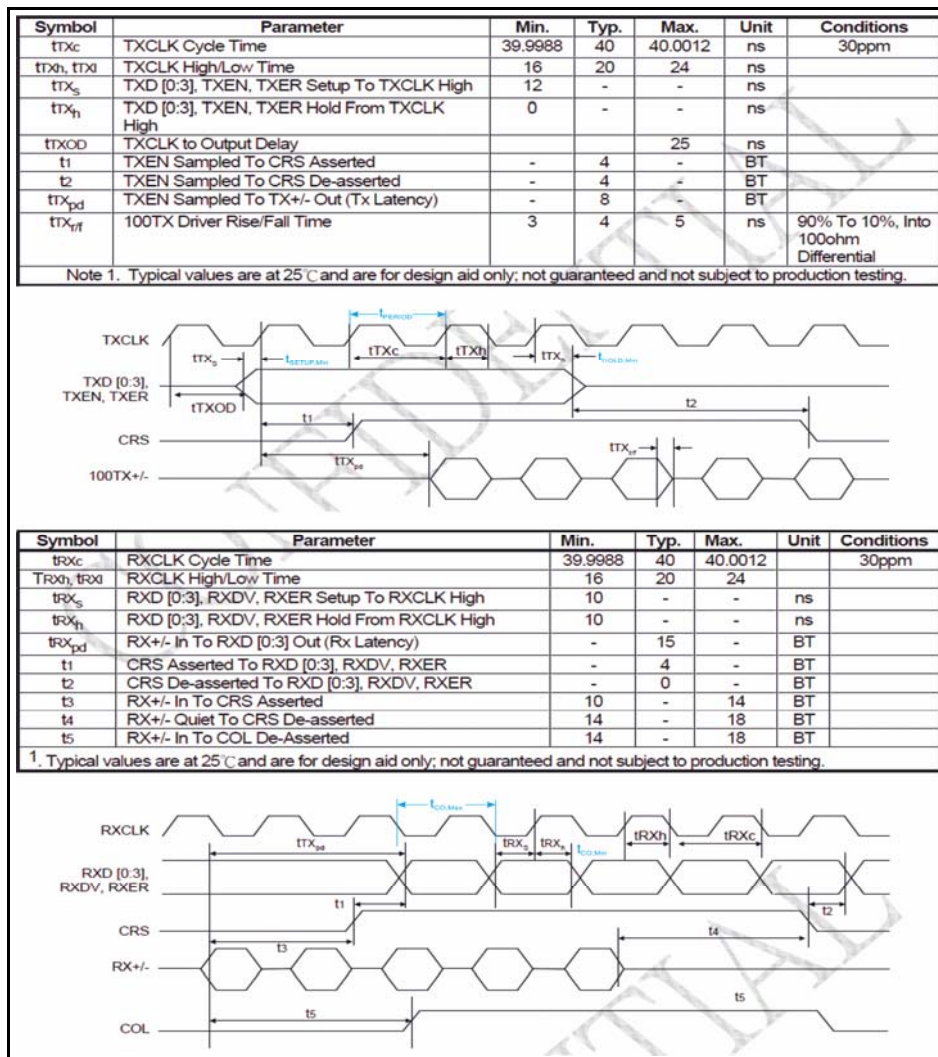 Symbol Parameter Min. Typ. Max. Unit Conditions
tTXc TXCLK Cycle Time 39.9988 40 40.0012 ns 30ppm
tTXh, tTXl TXCLK High/Low Time 16 20 24 ns
tTXs TXD [0:3], TXEN, TXER Setup To TXCLK High 12 - - ns
tTXh TXD [0:3], TXEN, TXER Hold From TXCLK High 0 - - ns
tTXOD TXCLK to Output Delay 25 ns
t1 TXEN Sampled To CRS Asserted - 4 - BT
t2 TXEN Sampled To CRS De-asserted - 4 - BT
tTXpd TXEN Sampled To TX+/- Out (Tx Latency) - 8 - BT
tTXr/f 100TX Driver Rise/Fall Time 3 4 5 ns 90% To 10%, Into 100ohm Differential
Note 1. Typical values are at 25℃ and are for design aid only; not guaranteed and not subject to production testing.
tPERIOD
TXCLK
tTXs tSETUP,Min tTXc tTXh tTXh tHOLD,Min
TXD [0:3],
TXEN, TXER
tTXOD
t1 t2
CRS
tTXpd tTXr/f
100TX+/-
Symbol Parameter Min. Typ. Max. Unit Conditions
tRXc RXCLK Cycle Time 39.9988 40 40.0012 30ppm
TRXh, tRXl RXCLK High/Low Time 16 20 24
tRXs RXD [0:3], RXDV, RXER Setup To RXCLK High 10 - - ns
tRXh RXD [0:3], RXDV, RXER Hold From RXCLK High 10 - - ns
tRXpd RX+/- In To RXD [0:3] Out (Rx Latency) - 15 - BT
t1 CRS Asserted To RXD [0:3], RXDV, RXER - 4 - BT
t2 CRS De-asserted To RXD [0:3], RXDV, RXER - 0 - BT
t3 RX+/- In To CRS Asserted 10 - 14 BT
t4 RX+/- Quiet To CRS De-asserted 14 - 18 BT
t5 RX+/- In To COL De-Asserted 14 - 18 BT
1. Typical values are at 25℃ and are for design aid only; not guaranteed and not subject to production testing.
tCO,Max
RXCLK
tTXpd tRXs tRXh tCO,Min tRXh tRXc
RXD [0:3],
RXDV, RXER
t1 t2
CRS
t3 t4
RX+/-
t5 t5
COL